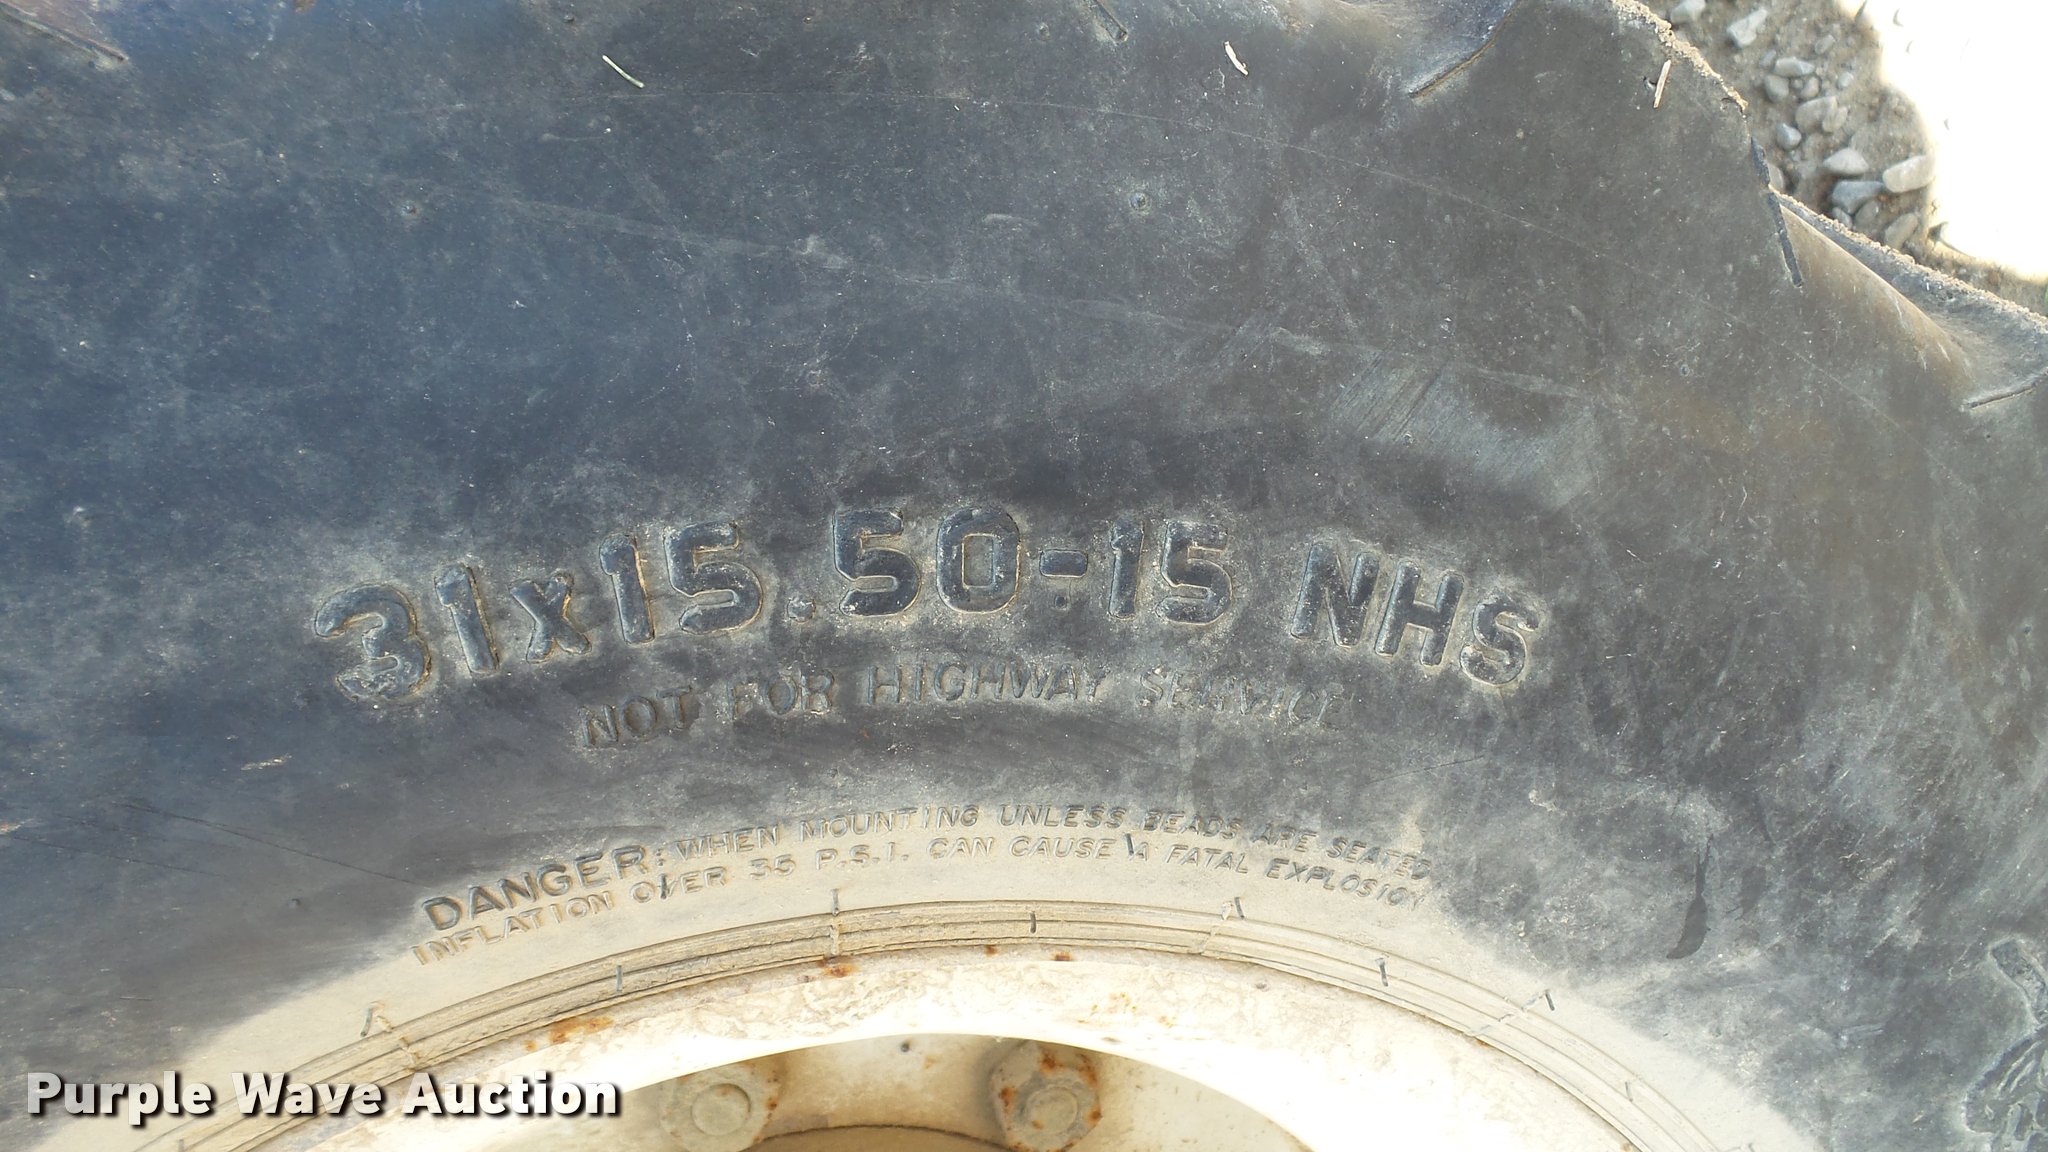 31x15.50-15 NHS
NOT FOR HIGHWAY SERVICE
DANGER: WHEN MOUNTING UNLESS BEADS ARE SEATED,
INFLATION OVER 35 P.S.I. CAN CAUSE A FATAL EXPLOSION
Purple Wave Auction